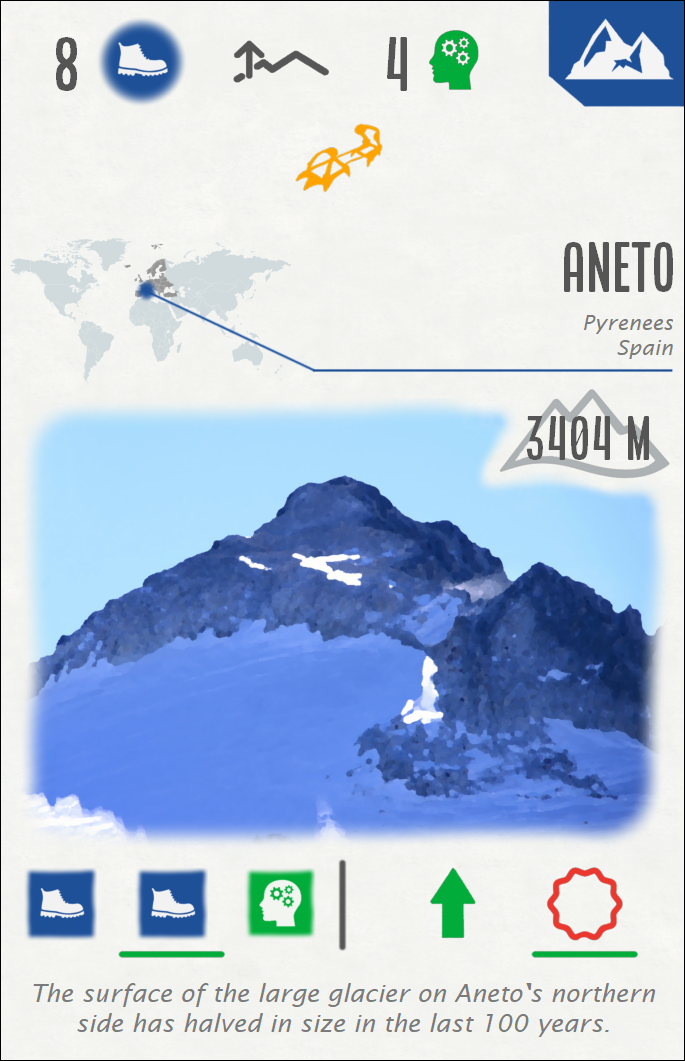 8
4
ANETO
Pyrenees
Spain
3404 M
The surface of the large glacier on Aneto's northern
side has halved in size in the last 100 years.